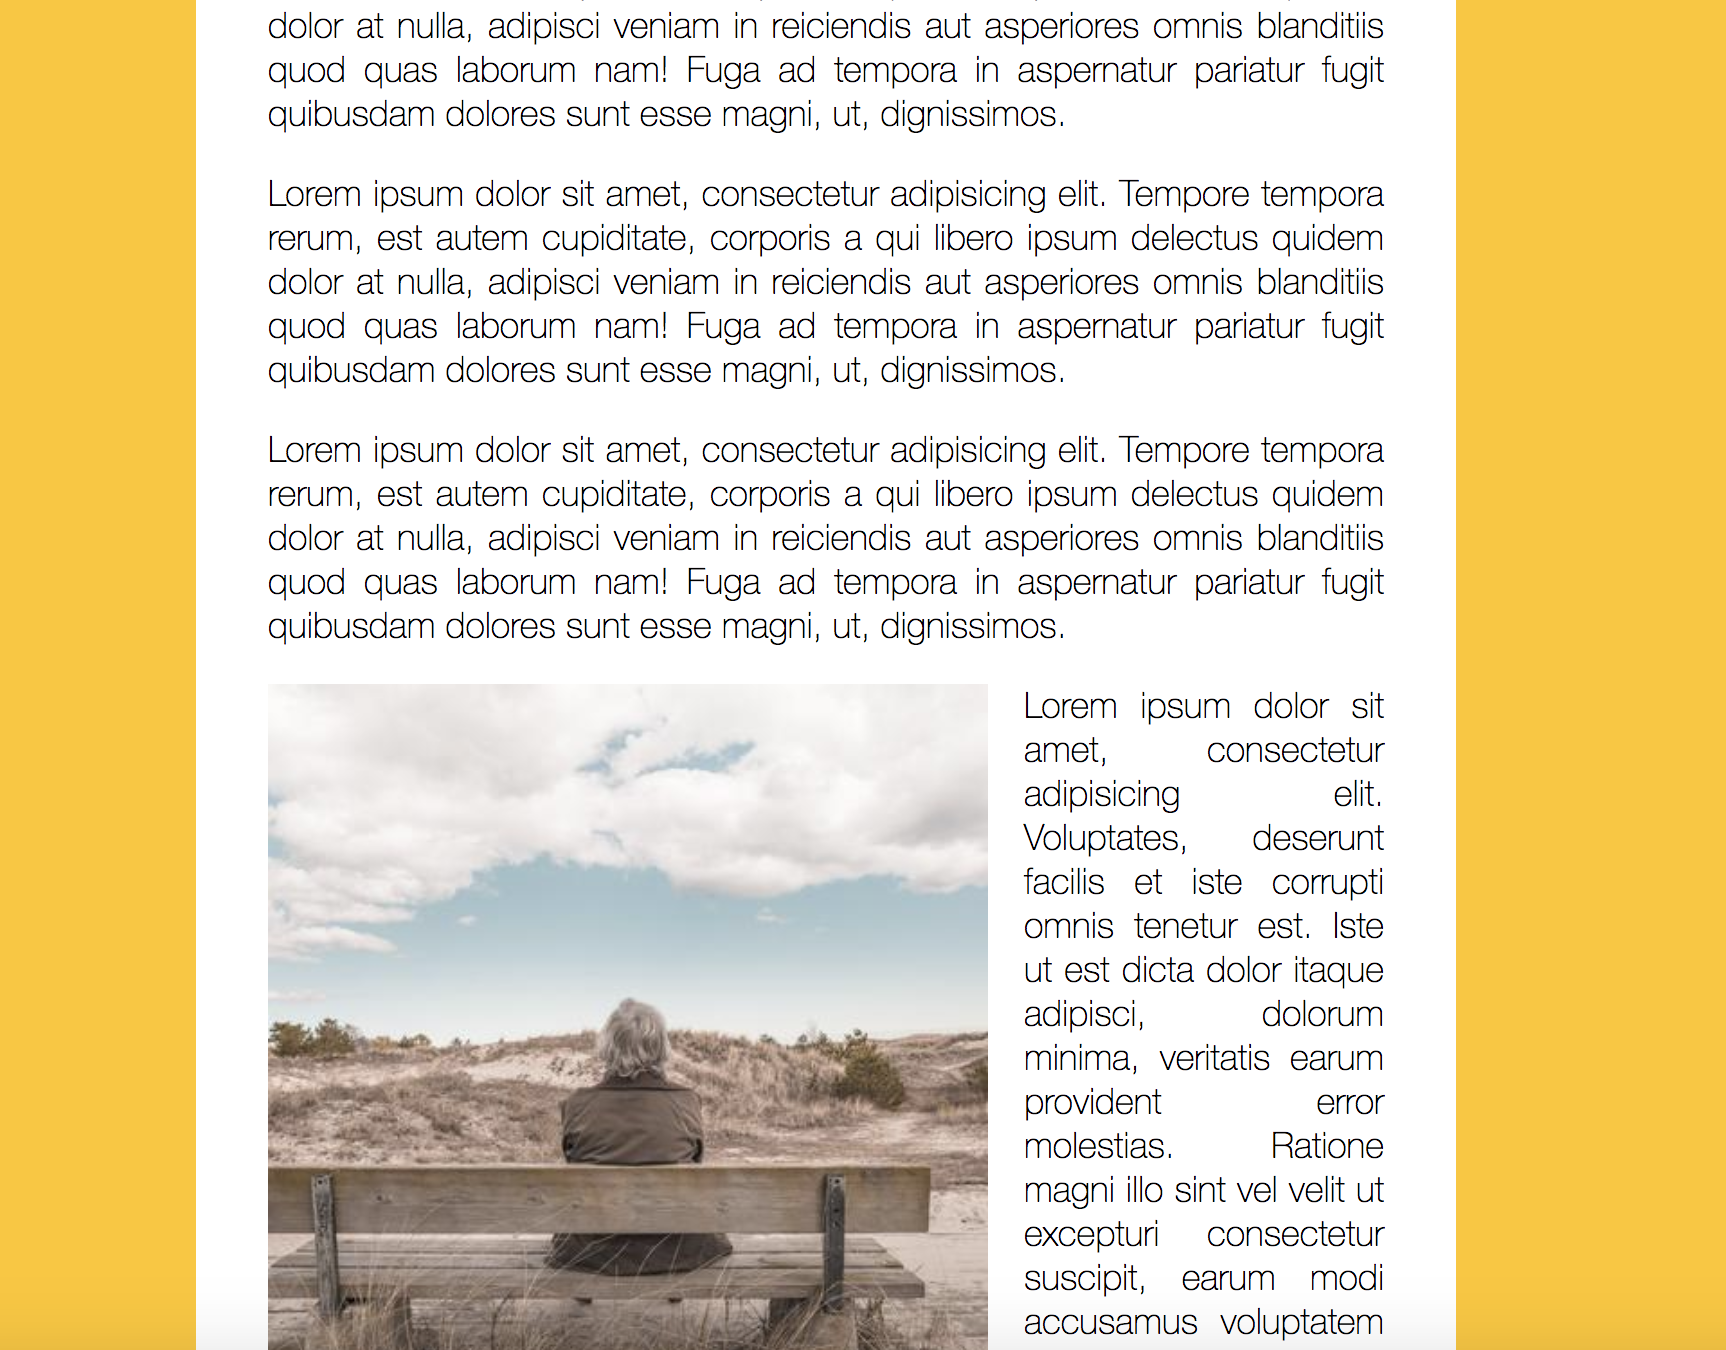 dolor at nulla, adipisci veniam in reiciendis aut asperiores omnis blanditiis
quod quas laborum nam! Fuga ad tempora in aspernatur pariatur fugit
quibusdam dolores sunt esse magni, ut, dignissimos.
Lorem ipsum dolor sit amet, consectetur adipisicing elit. Tempore tempora
rerum, est autem cupiditate, corporis a qui libero ipsum delectus quidem
dolor at nulla, adipisci veniam in reiciendis aut asperiores omnis blanditiis
quod quas laborum nam! Fuga ad tempora in aspernatur pariatur fugit
quibusdam dolores sunt esse magni, ut, dignissimos.
Lorem ipsum dolor sit amet, consectetur adipisicing elit. Tempore tempora
rerum, est autem cupiditate, corporis a qui libero ipsum delectus quidem
dolor at nulla, adipisci veniam in reiciendis aut asperiores omnis blanditiis
quod quas laborum nam! Fuga ad tempora in aspernatur pariatur fugit
quibusdam dolores sunt esse magni, ut, dignissimos.
Lorem ipsum dolor sit
amet, consectetur
adipisicing elit.
Voluptates, deserunt
facilis et iste corrupti
omnis tenetur est. Iste
ut est dicta dolor itaque
adipisci, dolorum
minima, veritatis earum
provident error
molestias. Ratione
magni illo sint vel velit ut
excepturi consectetur
suscipit, earum modi
accusamus voluptatem